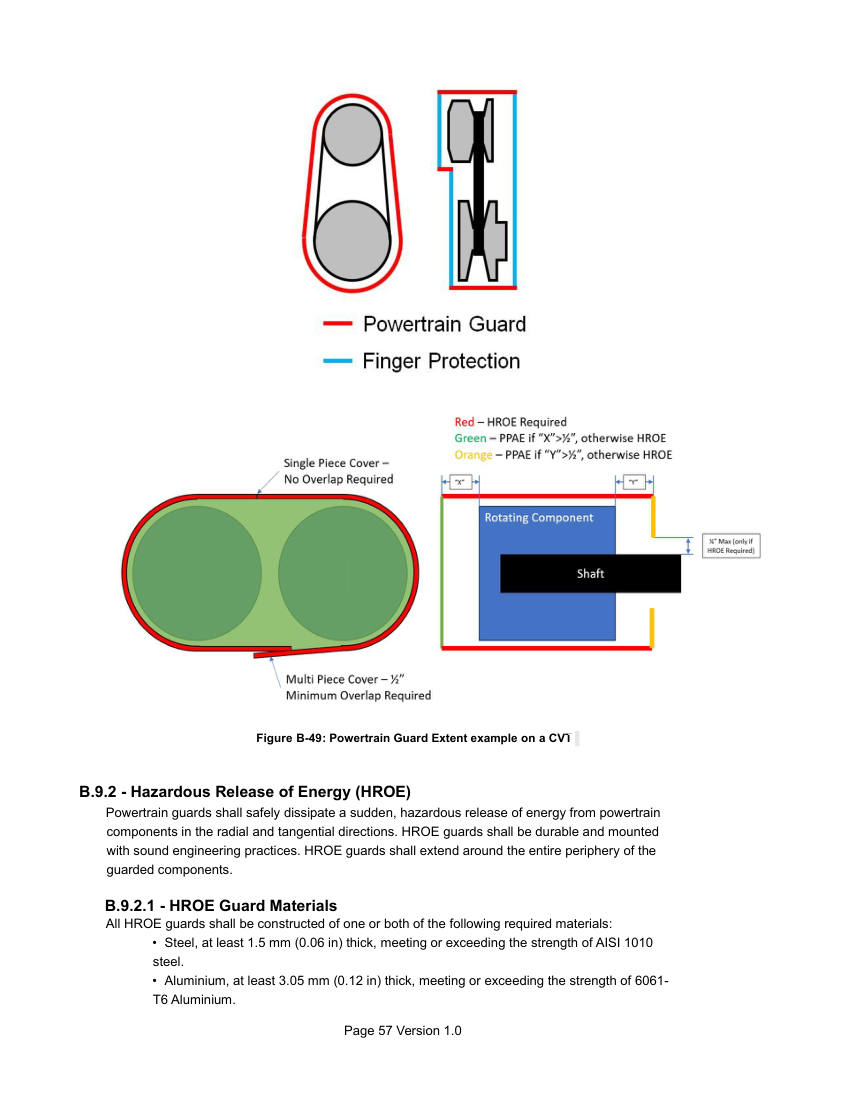 Powertrain Guard
Finger Protection
Red – HROE Required
Green – PPAE if “X”>½”, otherwise HROE
Orange – PPAE if “Y”>½”, otherwise HROE
Single Piece Cover –
No Overlap Required
“X”
“Y”
Rotating Component
¼” Max (only if
HROE Required)
Shaft
Multi Piece Cover – ½”
Minimum Overlap Required
Figure B-49: Powertrain Guard Extent example on a CVT
B.9.2 - Hazardous Release of Energy (HROE)
Powertrain guards shall safely dissipate a sudden, hazardous release of energy from powertrain
components in the radial and tangential directions. HROE guards shall be durable and mounted
with sound engineering practices. HROE guards shall extend around the entire periphery of the
guarded components.
B.9.2.1 - HROE Guard Materials
All HROE guards shall be constructed of one or both of the following required materials:
• Steel, at least 1.5 mm (0.06 in) thick, meeting or exceeding the strength of AISI 1010
steel.
• Aluminium, at least 3.05 mm (0.12 in) thick, meeting or exceeding the strength of 6061-
T6 Aluminium.
Page 57 Version 1.0